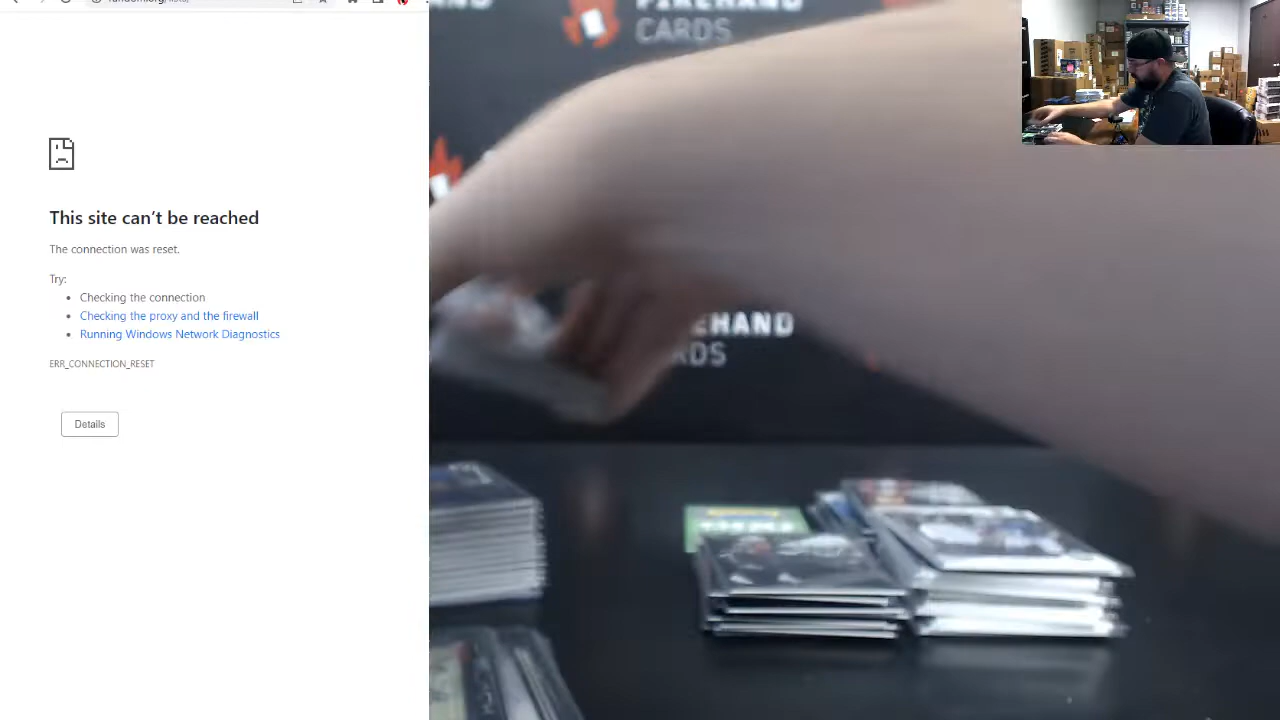 This site can't be reached
The connection was reset.
Try:
Checking the connection
Checking the proxy and the firewall
Running Windows Network Diagnostics
ERR_CONNECTION_RESET
Details
FIREHAND
CARDS